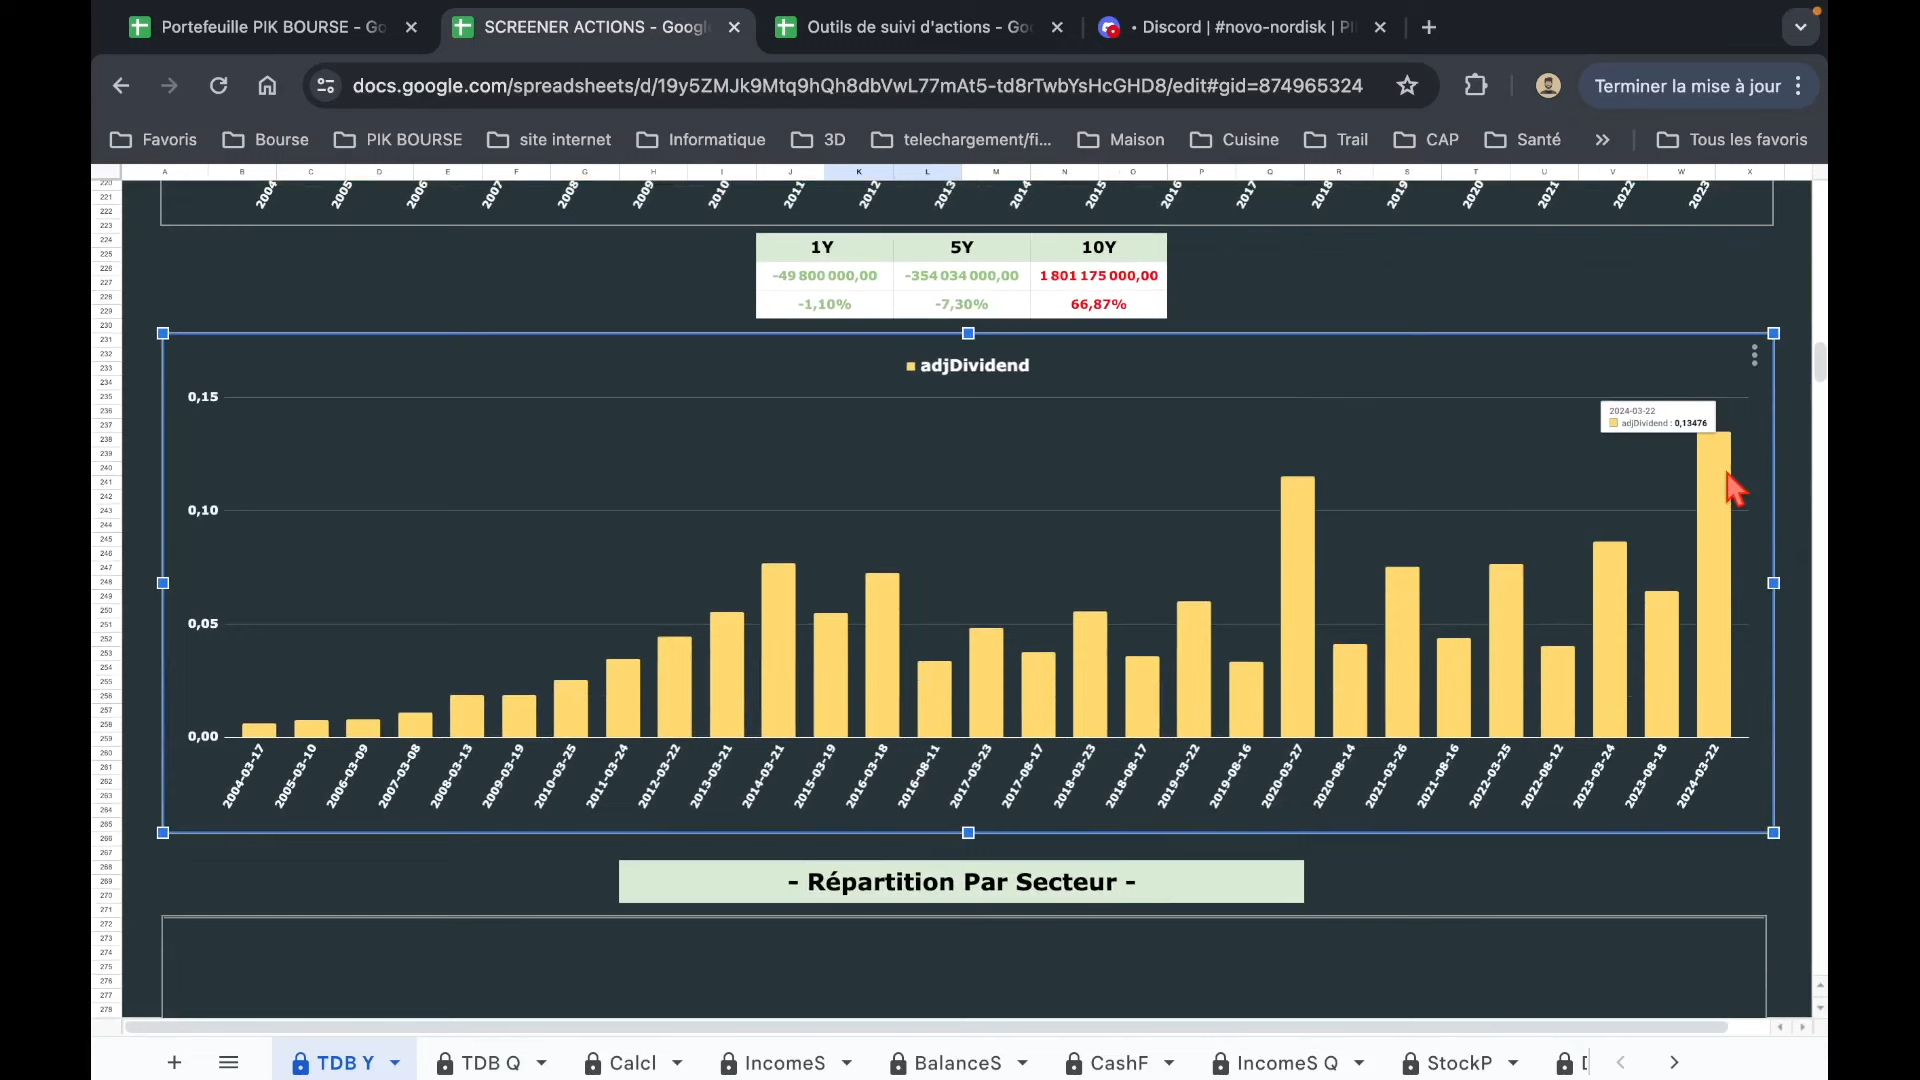 Portefeuille PIK BOURSE - Go
SCREENER ACTIONS - Googl
Outils de suivi d'actions - Goo
• Discord | #novo-nordisk | PI
docs.google.com/spreadsheets/d/19y5ZMJk9Mtq9hQh8dbVwL77mAt5-td8rTwbYsHcGHD8/edit#gid=874965324
Terminer la mise à jour
Favoris
Bourse
PIK BOURSE
site internet
Informatique
3D
telechargement/fi...
Maison
Cuisine
Trail
CAP
Santé
Tous les favoris
A B C D E F G H I J K L M N O P Q R S T U V W X
2004 2005 2006 2007 2008 2009 2010 2011 2012 2013 2014 2015 2016 2017 2018 2019 2020 2021 2022 2023
1Y 5Y 10Y
-49 800 000,00 -354 034 000,00 1 801 175 000,00
-1,10% -7,30% 66,87%
adjDividend
0,15
2024-03-22
adjDividend : 0,13476
0,10
0,05
0,00
2004-03-17 2005-03-10 2006-03-09 2007-03-08 2008-03-13 2009-03-19 2010-03-25 2011-03-24 2012-03-22 2013-03-21 2014-03-21 2015-03-19 2016-03-18 2016-08-11 2017-03-23 2017-08-17 2018-03-23 2018-08-17 2019-03-22 2019-08-16 2020-03-27 2020-08-14 2021-03-26 2021-08-16 2022-03-25 2022-08-12 2023-03-24 2023-08-18 2024-03-22
- Répartition Par Secteur -
TDB Y
TDB Q
Calcl
IncomeS
BalanceS
CashF
IncomeS Q
StockP